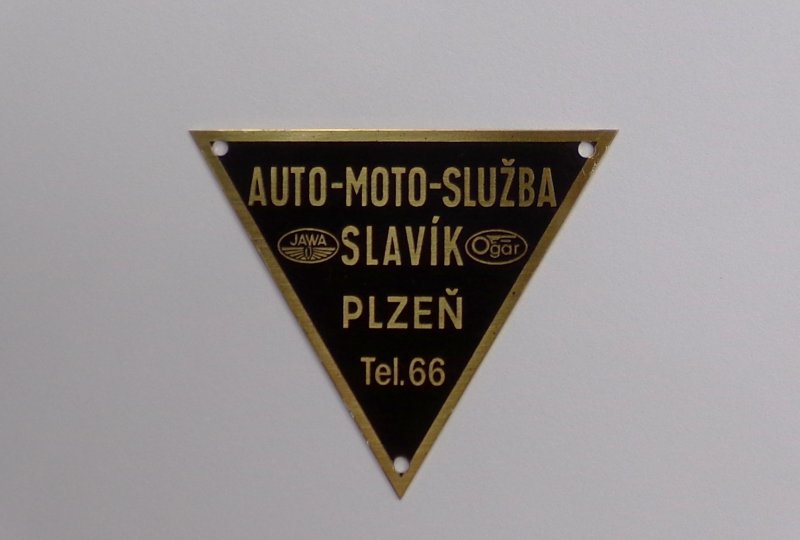 AUTO-MOTO-SLUŽBA
JAWA SLAVÍK Ogar
PLZEŇ
Tel. 66